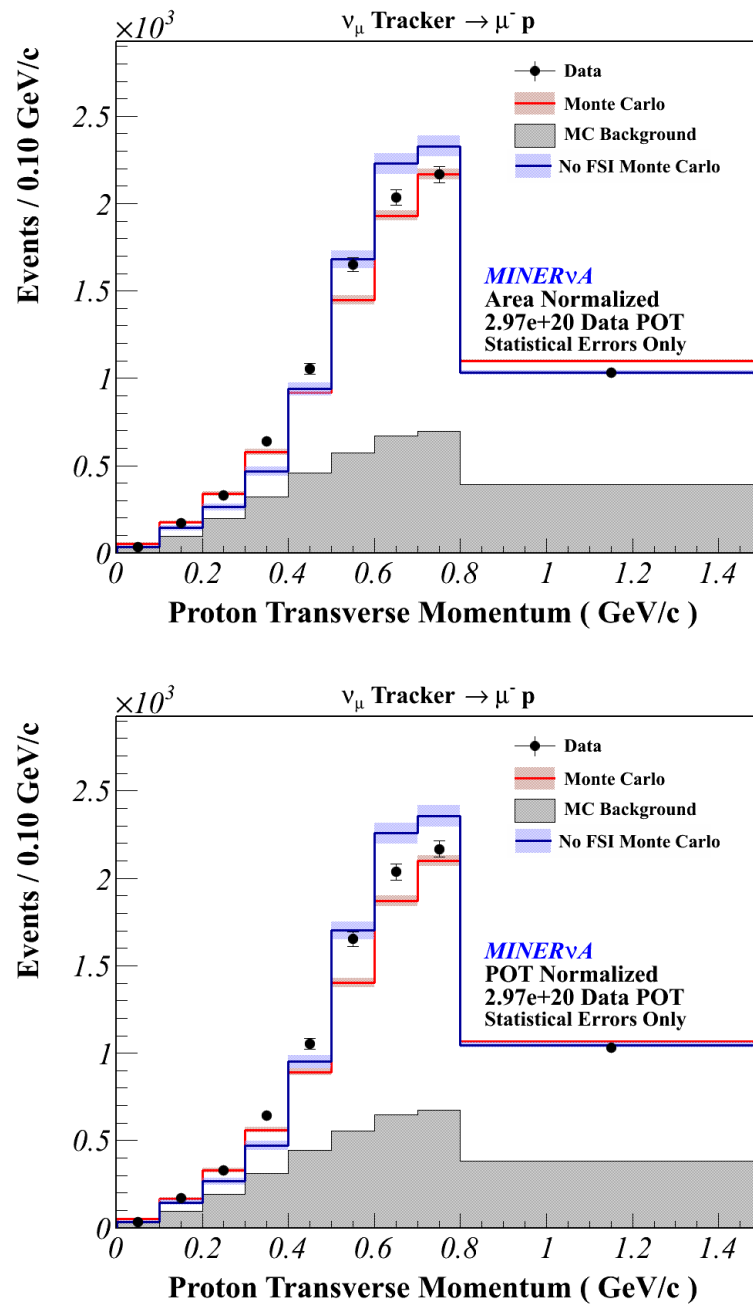 ν_μ Tracker → μ⁻ p
×10³
Events / 0.10 GeV/c
Data
Monte Carlo
MC Background
No FSI Monte Carlo
MINERνA
Area Normalized
2.97e+20 Data POT
Statistical Errors Only
2.5
2
1.5
1
0.5
0
0 0.2 0.4 0.6 0.8 1 1.2 1.4
Proton Transverse Momentum ( GeV/c )
ν_μ Tracker → μ⁻ p
×10³
Events / 0.10 GeV/c
Data
Monte Carlo
MC Background
No FSI Monte Carlo
MINERνA
POT Normalized
2.97e+20 Data POT
Statistical Errors Only
2.5
2
1.5
1
0.5
0
0 0.2 0.4 0.6 0.8 1 1.2 1.4
Proton Transverse Momentum ( GeV/c )